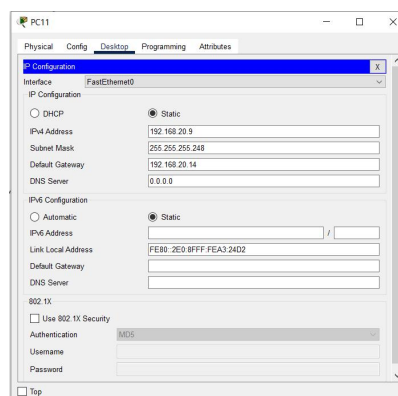 PC11
Physical Config Desktop Programming Attributes
IP Configuration X
Interface FastEthernet0
IP Configuration
DHCP Static
IPv4 Address 192.168.20.9
Subnet Mask 255.255.255.248
Default Gateway 192.168.20.14
DNS Server 0.0.0.0
IPv6 Configuration
Automatic Static
IPv6 Address /
Link Local Address FE80::2E0:8FFF:FEA3:24D2
Default Gateway
DNS Server
802.1X
Use 802.1X Security
Authentication MD5
Username
Password
Top